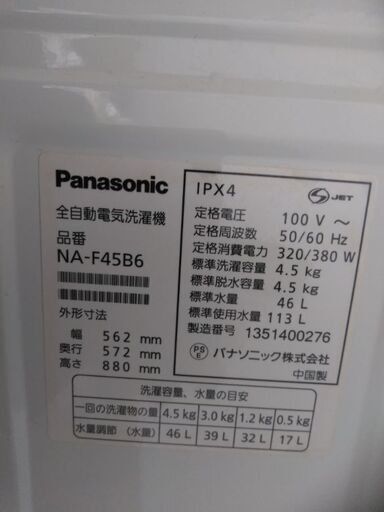 Panasonic
全自動電気洗濯機
品番
NA-F45B6
外形寸法
幅 562 mm
奥行 572 mm
高さ 880 mm
IPX4
S JET
定格電圧 100 V ～
定格周波数 50/60 Hz
定格消費電力 320/380 W
標準洗濯容量 4.5 kg
標準脱水容量 4.5 kg
標準水量 46 L
標準使用水量 113 L
製造番号 1351400276
PS E パナソニック株式会社
中国製
洗濯容量、水量の目安
一回の洗濯物の量 4.5 kg 3.0 kg 1.2 kg 0.5 kg
水量調節（水量） 46 L 39 L 32 L 17 L